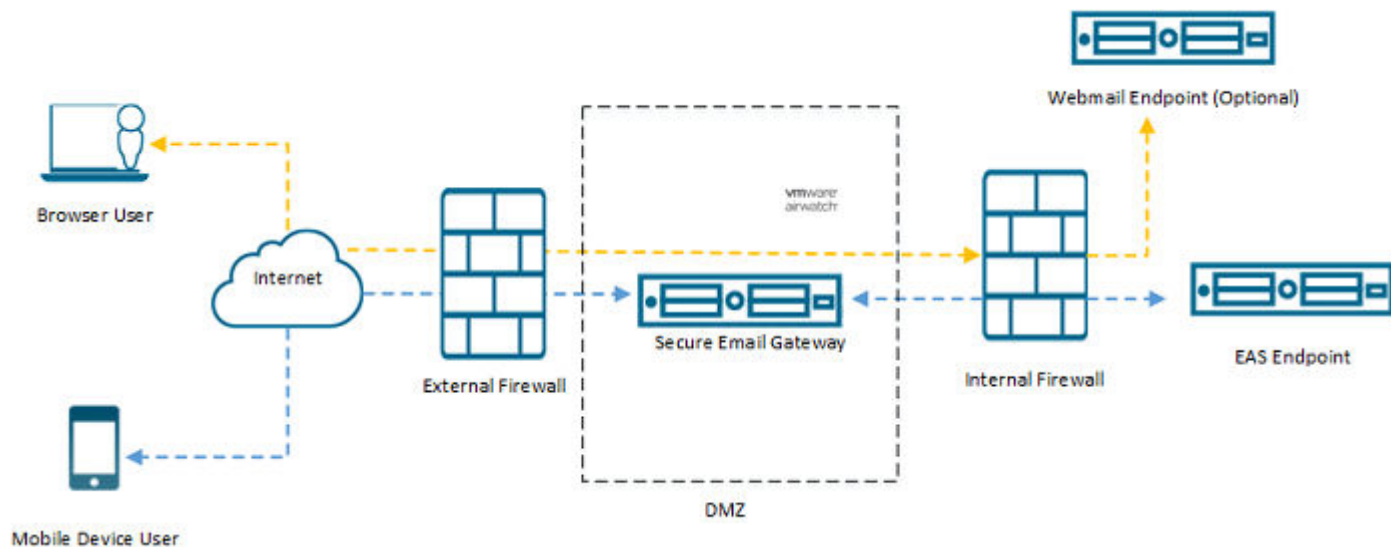 Webmail Endpoint (Optional)
Browser User
vmware
airwatch
Internet
Secure Email Gateway
External Firewall
Internal Firewall
EAS Endpoint
DMZ
Mobile Device User